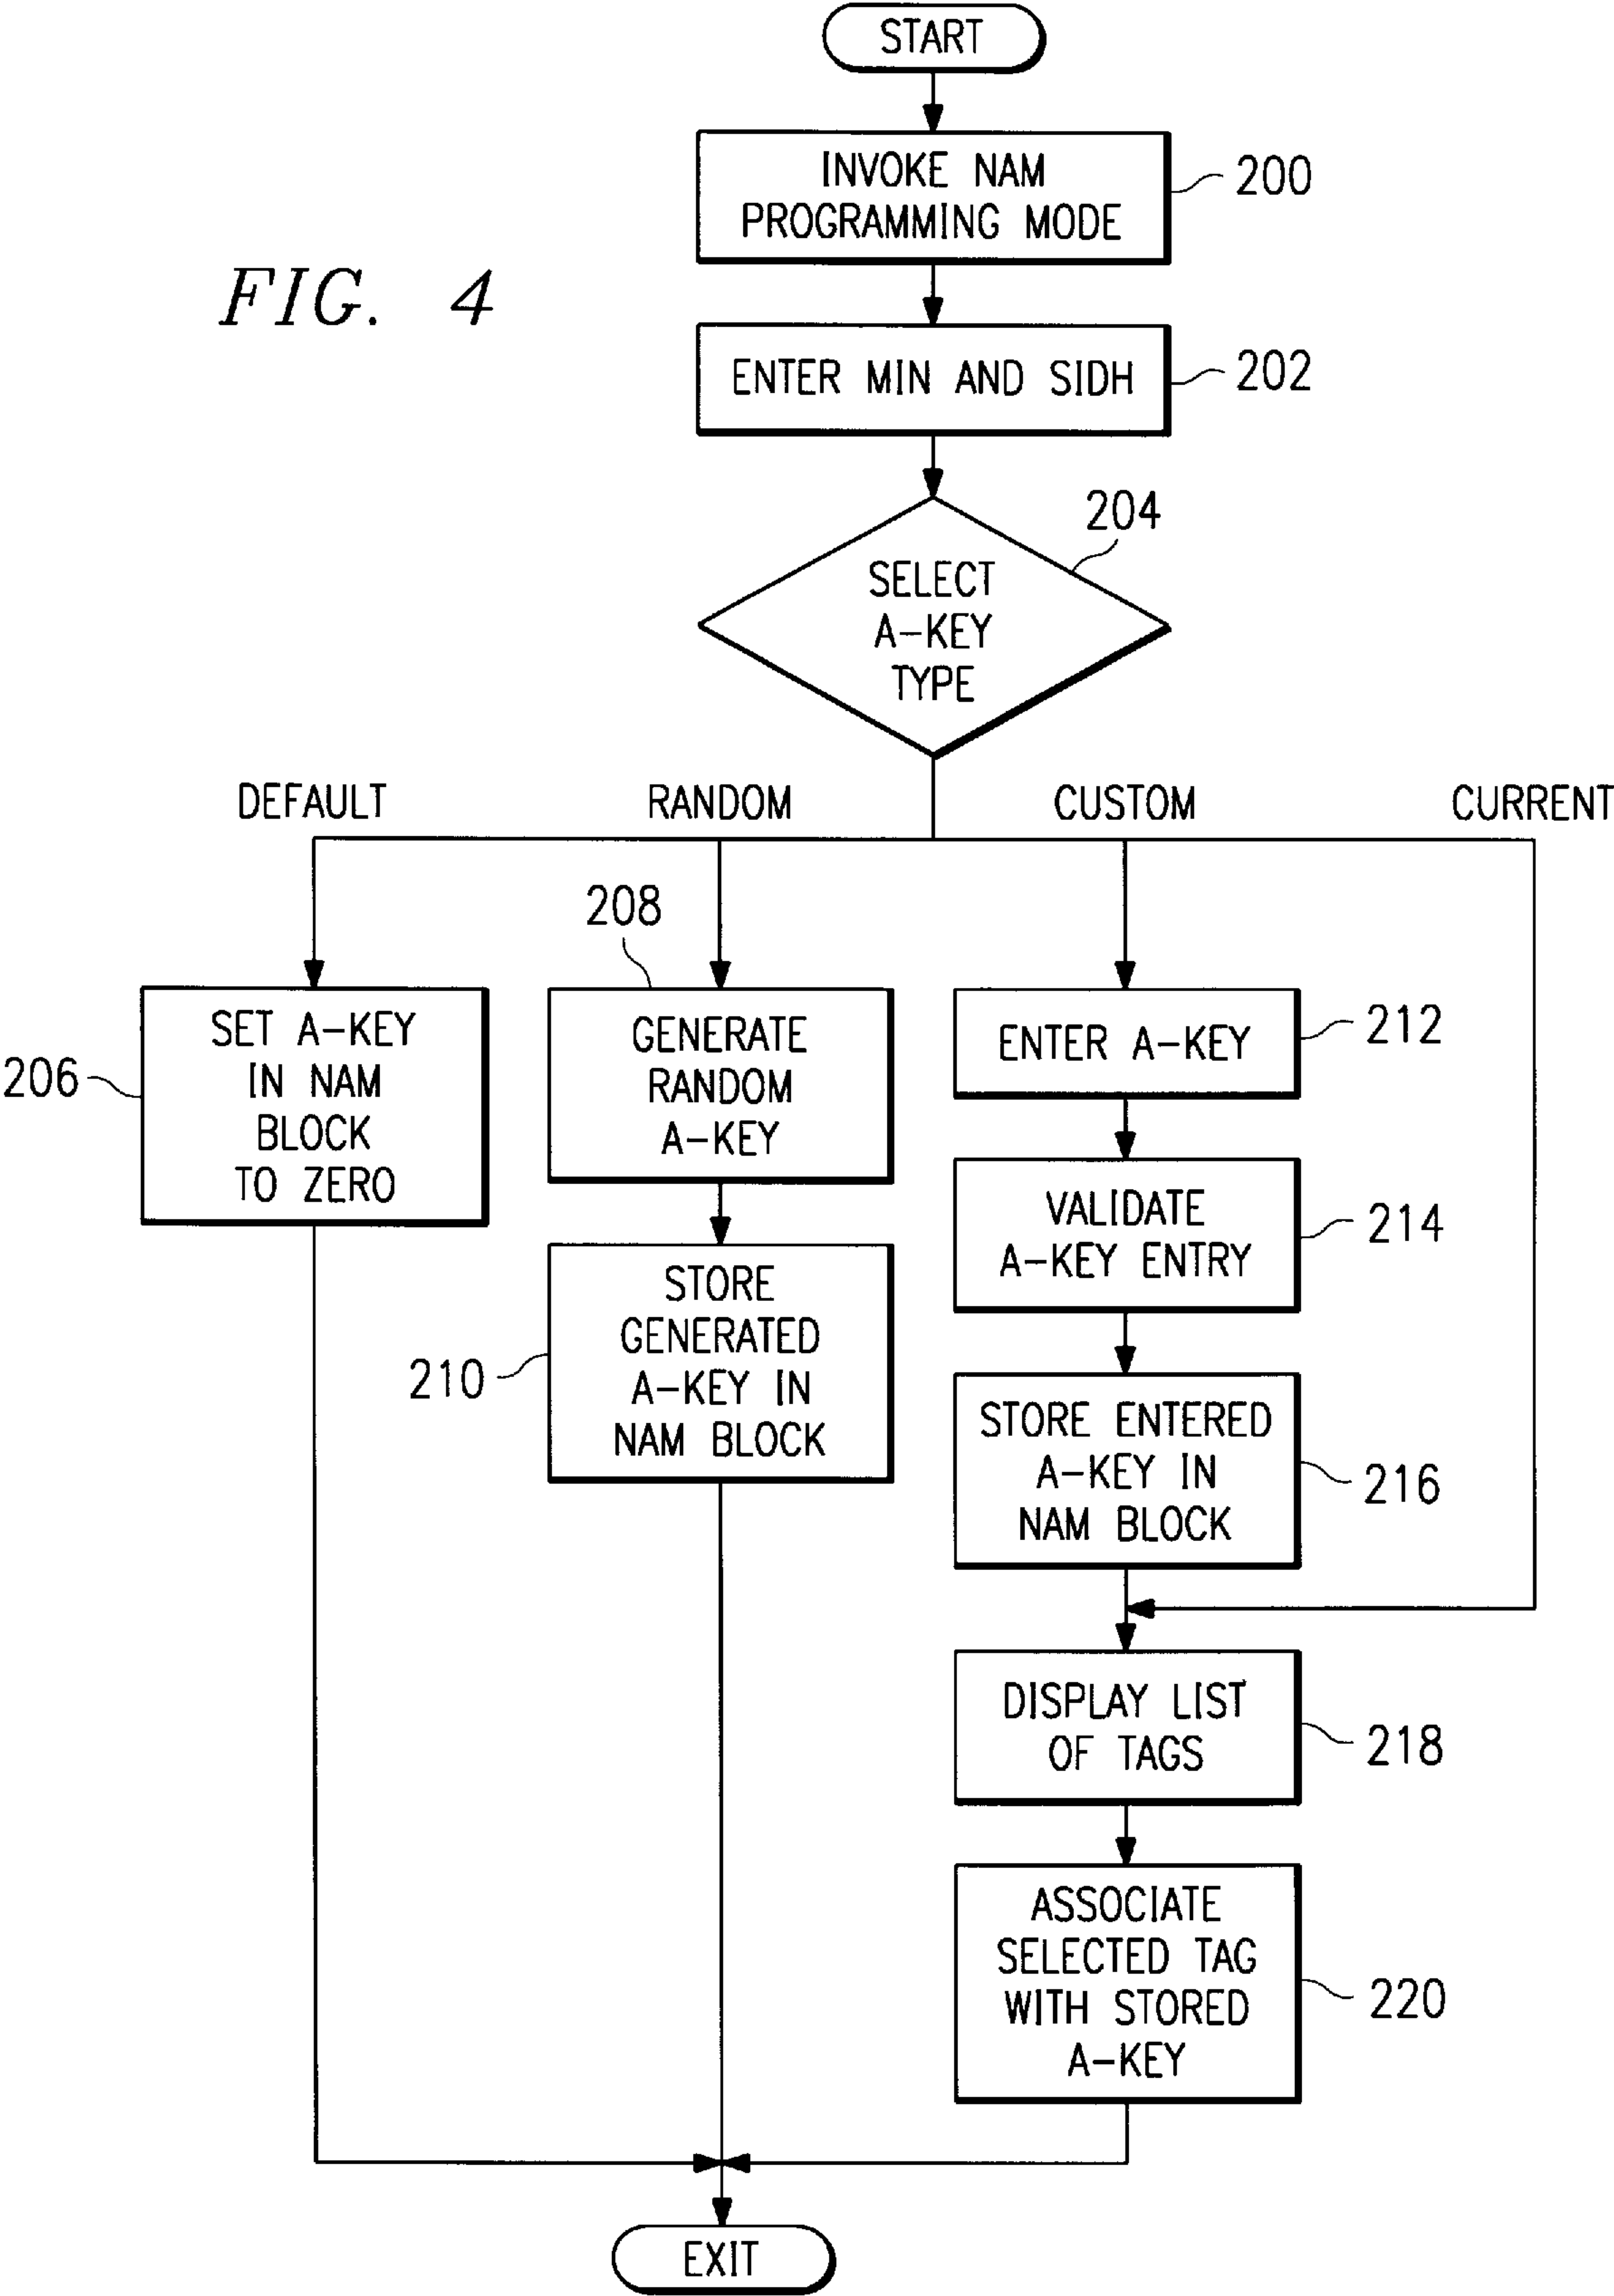 START
INVOKE NAM
PROGRAMMING MODE
200
FIG. 4
ENTER MIN AND SIDH
202
204
SELECT
A-KEY
TYPE
DEFAULT
RANDOM
CUSTOM
CURRENT
206
SET A-KEY
IN NAM
BLOCK
TO ZERO
208
GENERATE
RANDOM
A-KEY
210
STORE
GENERATED
A-KEY IN
NAM BLOCK
ENTER A-KEY
212
VALIDATE
A-KEY ENTRY
214
STORE ENTERED
A-KEY IN
NAM BLOCK
216
DISPLAY LIST
OF TAGS
218
ASSOCIATE
SELECTED TAG
WITH STORED
A-KEY
220
EXIT